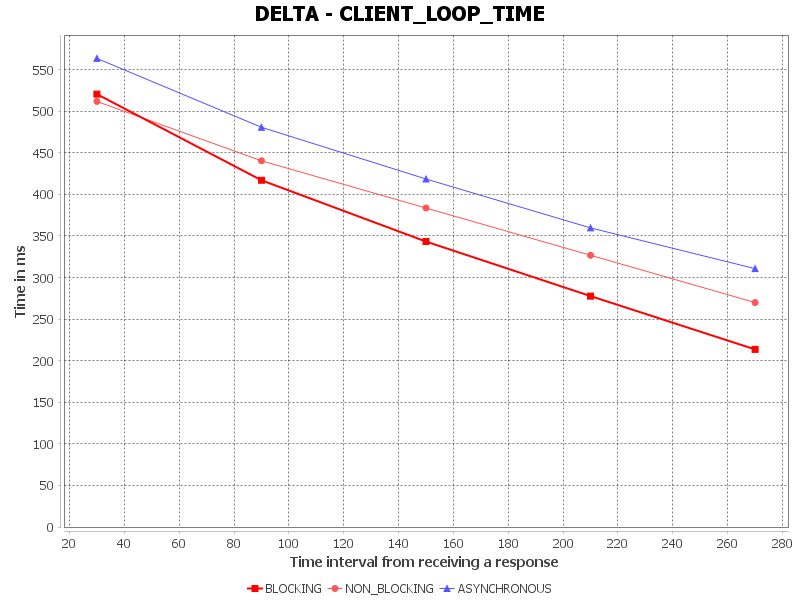 DELTA - CLIENT_LOOP_TIME
Time in ms
550
500
450
400
350
300
250
200
150
100
50
0
20 40 60 80 100 120 140 160 180 200 220 240 260 280
Time interval from receiving a response
BLOCKING NON_BLOCKING ASYNCHRONOUS